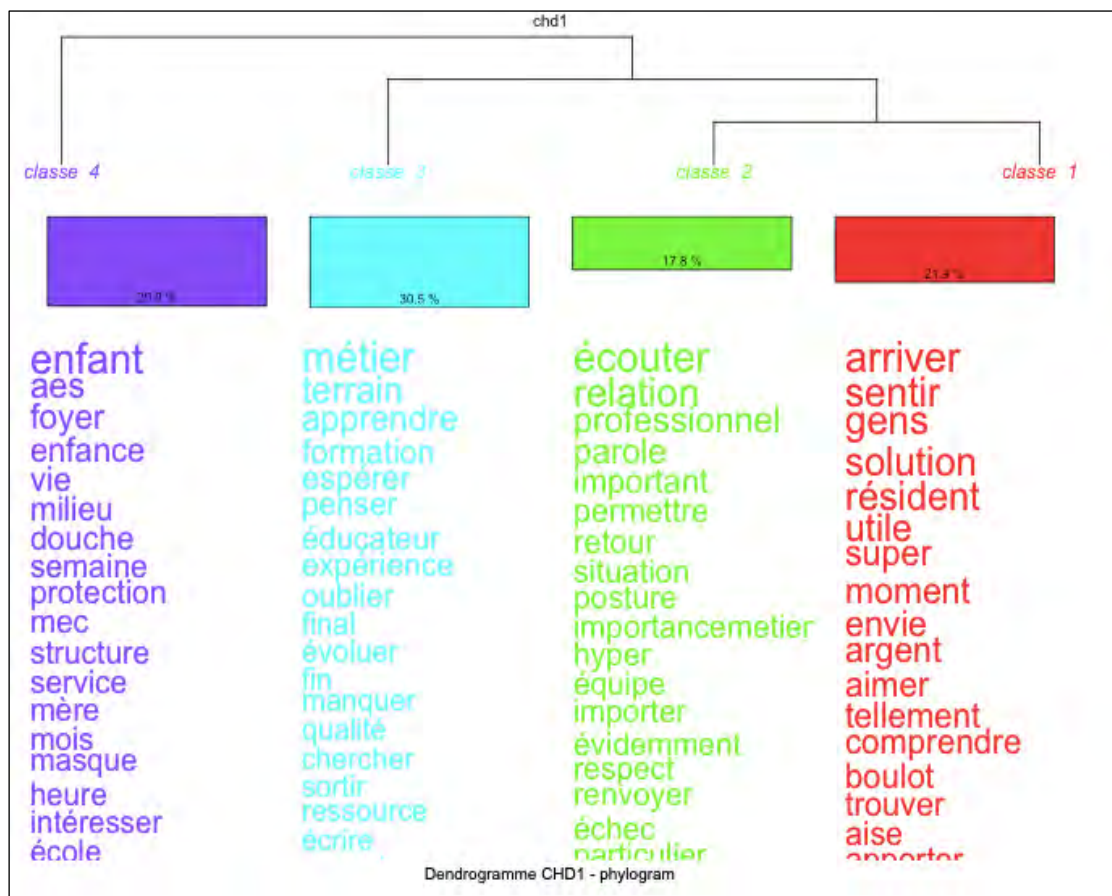 chd1
classe 4
classe 3
classe 2
classe 1
30.5 %
17.8 %
enfant
aes
foyer
enfance
vie
milieu
douche
semaine
protection
mec
structure
service
mère
mois
masque
heure
intéresser
école
métier
terrain
apprendre
formation
espérer
penser
éducateur
expérience
oublier
final
évoluer
fin
manquer
qualité
chercher
sortir
ressource
écrire
écouter
relation
professionnel
parole
important
permettre
retour
situation
posture
importancemetier
hyper
équipe
importer
évidemment
respect
renvoyer
échec
particulier
arriver
sentir
gens
solution
résident
utile
super
moment
envie
argent
aimer
tellement
comprendre
boulot
trouver
aise
apporter
Dendrogramme CHD1 - phylogram